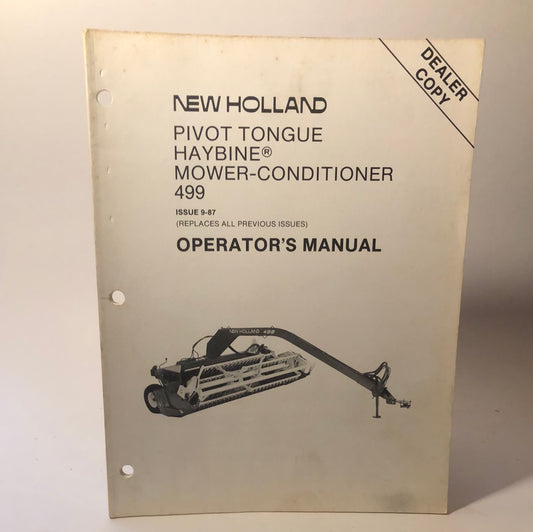 DEALER
COPY
NEW HOLLAND
PIVOT TONGUE
HAYBINE®
MOWER-CONDITIONER
499
ISSUE 9-87
(REPLACES ALL PREVIOUS ISSUES)
OPERATOR'S MANUAL
NEW HOLLAND 499